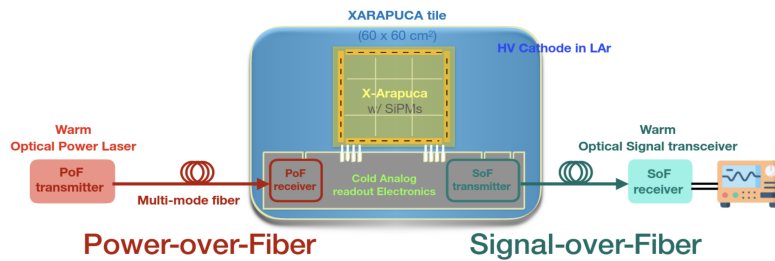 XARAPUCA tile
(60 x 60 cm²)
HV Cathode in LAr
X-Arapuca
w/ SiPMs
Warm
Optical Power Laser
PoF
transmitter
Multi-mode fiber
PoF
receiver
Cold Analog
readout Electronics
SoF
transmitter
Warm
Optical Signal transceiver
SoF
receiver
Power-over-Fiber
Signal-over-Fiber